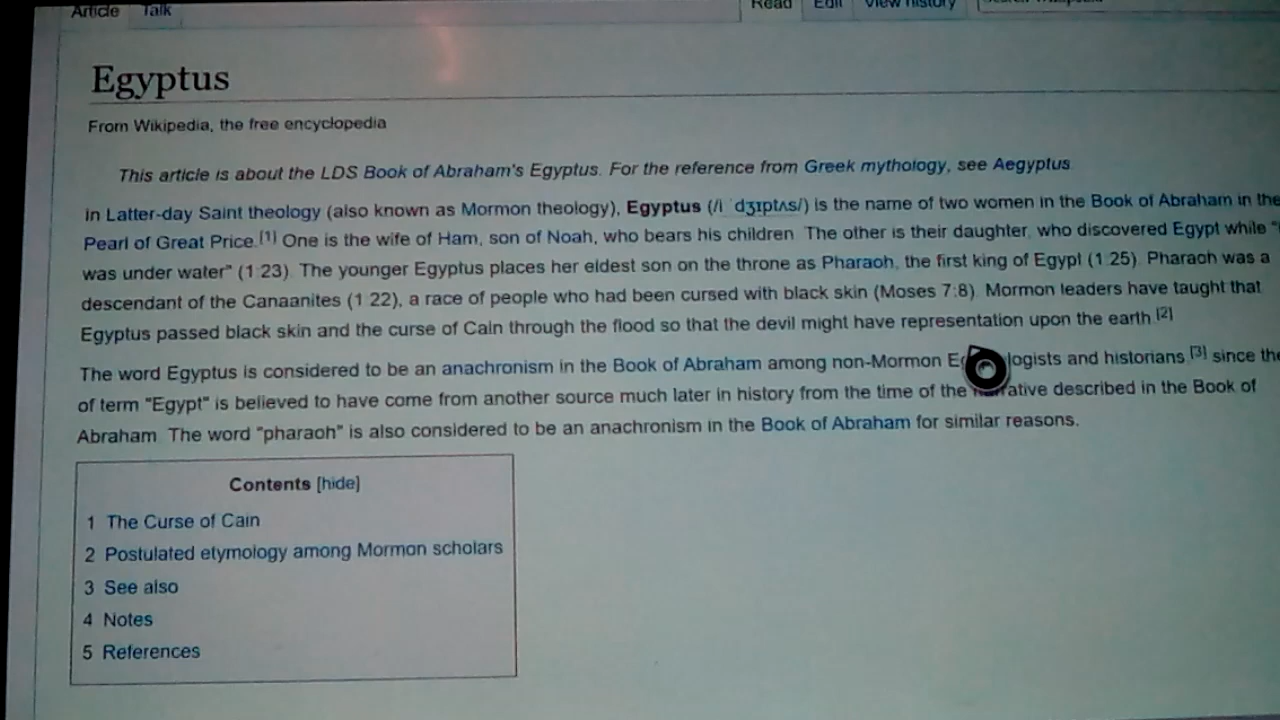 Article Talk Read Edit View history
Egyptus
From Wikipedia, the free encyclopedia
This article is about the LDS Book of Abraham's Egyptus. For the reference from Greek mythology, see Aegyptus.
In Latter-day Saint theology (also known as Mormon theology), Egyptus (/iˈdʒɪptʌs/) is the name of two women in the Book of Abraham in the
Pearl of Great Price.[1] One is the wife of Ham, son of Noah, who bears his children. The other is their daughter, who discovered Egypt while "
was under water" (1:23). The younger Egyptus places her eldest son on the throne as Pharaoh, the first king of Egypt (1:25). Pharaoh was a
descendant of the Canaanites (1:22), a race of people who had been cursed with black skin (Moses 7:8). Mormon leaders have taught that
Egyptus passed black skin and the curse of Cain through the flood so that the devil might have representation upon the earth.[2]
The word Egyptus is considered to be an anachronism in the Book of Abraham among non-Mormon and historians,[3] since the
of term "Egypt" is believed to have come from another source much later in history from the time of the described in the Book of
Abraham. The word "pharaoh" is also considered to be an anachronism in the Book of Abraham for similar reasons.
Contents [hide]
1 The Curse of Cain
2 Postulated etymology among Mormon scholars
3 See also
4 Notes
5 References